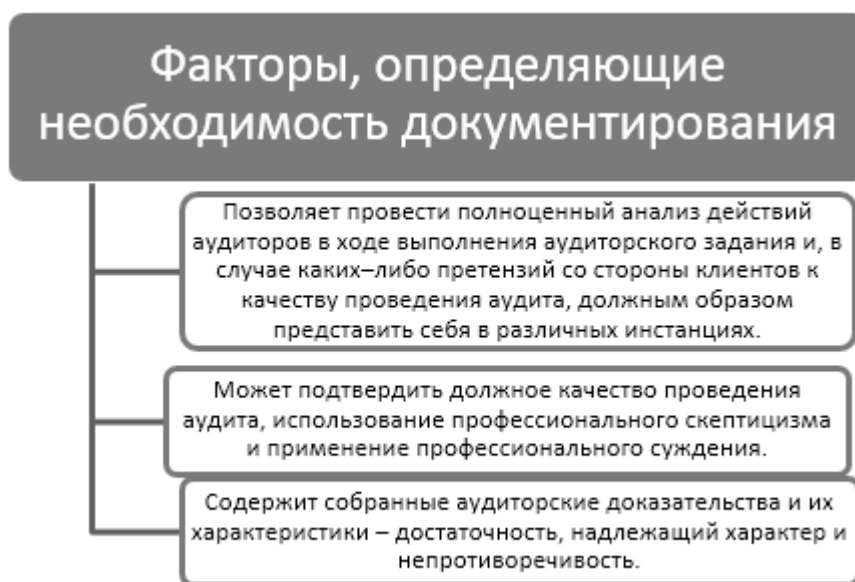 Факторы, определяющие
необходимость документирования
Позволяет провести полноценный анализ действий
аудиторов в ходе выполнения аудиторского задания и, в
случае каких–либо претензий со стороны клиентов к
качеству проведения аудита, должным образом
представить себя в различных инстанциях.
Может подтвердить должное качество проведения
аудита, использование профессионального скептицизма
и применение профессионального суждения.
Содержит собранные аудиторские доказательства и их
характеристики – достаточность, надлежащий характер и
непротиворечивость.